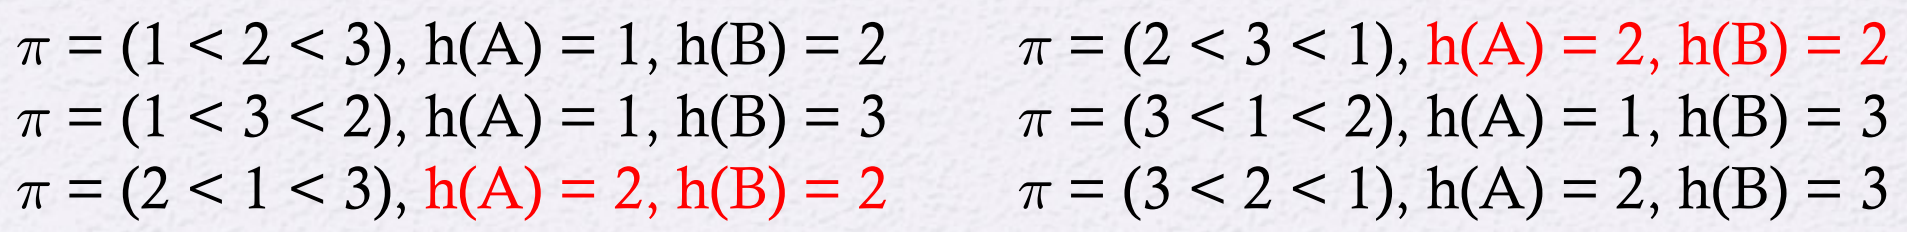 π = (1 < 2 < 3), h(A) = 1, h(B) = 2
π = (1 < 3 < 2), h(A) = 1, h(B) = 3
π = (2 < 1 < 3), h(A) = 2, h(B) = 2
π = (2 < 3 < 1), h(A) = 2, h(B) = 2
π = (3 < 1 < 2), h(A) = 1, h(B) = 3
π = (3 < 2 < 1), h(A) = 2, h(B) = 3